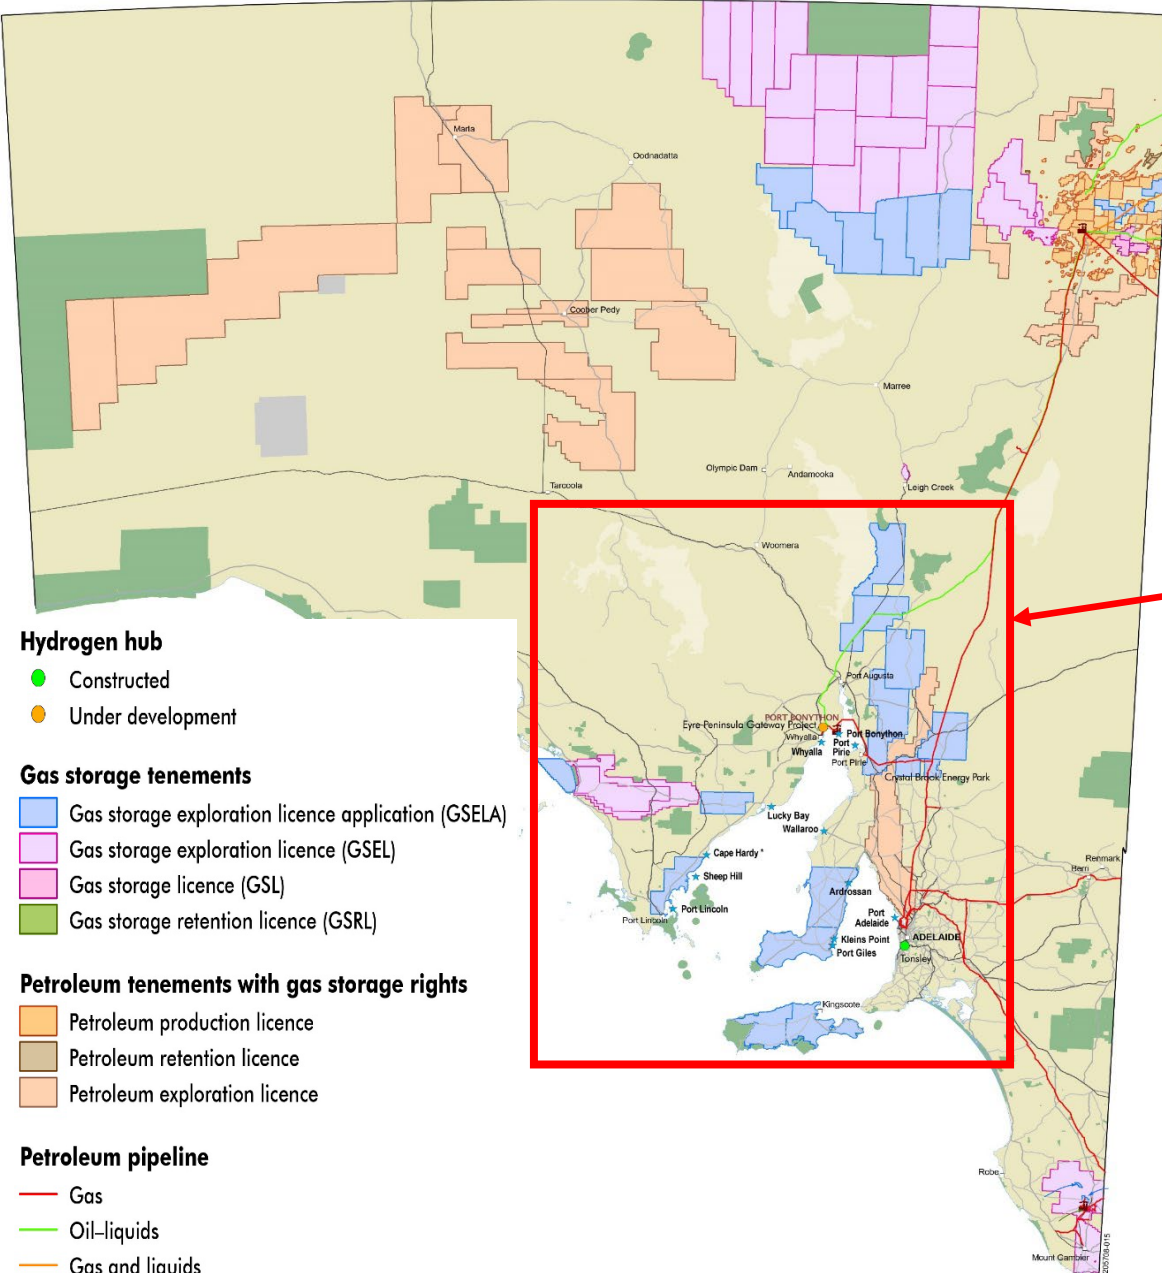 Marla
Oodnadatta
Coober Pedy
Marree
Olympic Dam
Andamooka
Leigh Creek
Tarcoola
Woomera
Port Augusta
PORT BONYTHON
Eyre Peninsula Gateway Project
Whyalla
Port Bonython
Whyalla
Port
Pirie
Port Pirie
Crystal Brook Energy Park
Lucky Bay
Wallaroo
Cape Hardy *
Sheep Hill
Port Lincoln
Port Lincoln
Ardrossan
Port
Adelaide
ADELAIDE
Kleins Point
Port Giles
Tonsley
Kingscote
Renmark
Berri
Robe
Mount Gambier
205708-015
Hydrogen hub
Constructed
Under development
Gas storage tenements
Gas storage exploration licence application (GSELA)
Gas storage exploration licence (GSEL)
Gas storage licence (GSL)
Gas storage retention licence (GSRL)
Petroleum tenements with gas storage rights
Petroleum production licence
Petroleum retention licence
Petroleum exploration licence
Petroleum pipeline
Gas
Oil–liquids
Gas and liquids